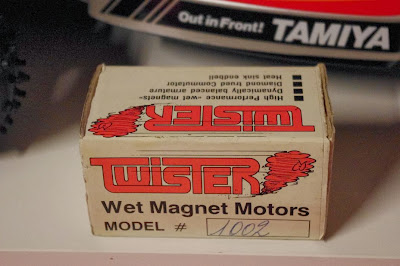 Out in Front! TAMIYA
High Performance "wet magnets"
Dynamically balanced armature
Diamond trued Commutator
Heat sink endbell
TWISTER
TWISTER
Wet Magnet Motors
MODEL # 1002